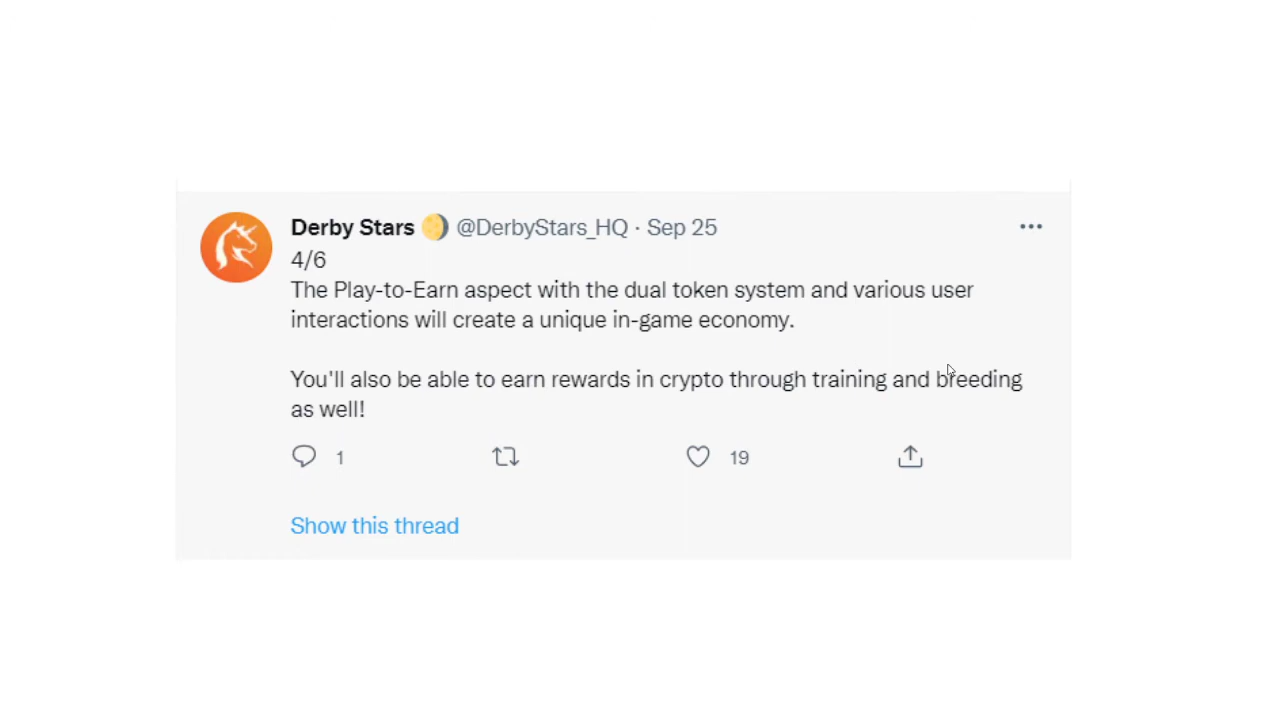 Derby Stars 🌖 @DerbyStars_HQ · Sep 25
4/6
The Play-to-Earn aspect with the dual token system and various user
interactions will create a unique in-game economy.
You'll also be able to earn rewards in crypto through training and breeding
as well!
1 19
Show this thread